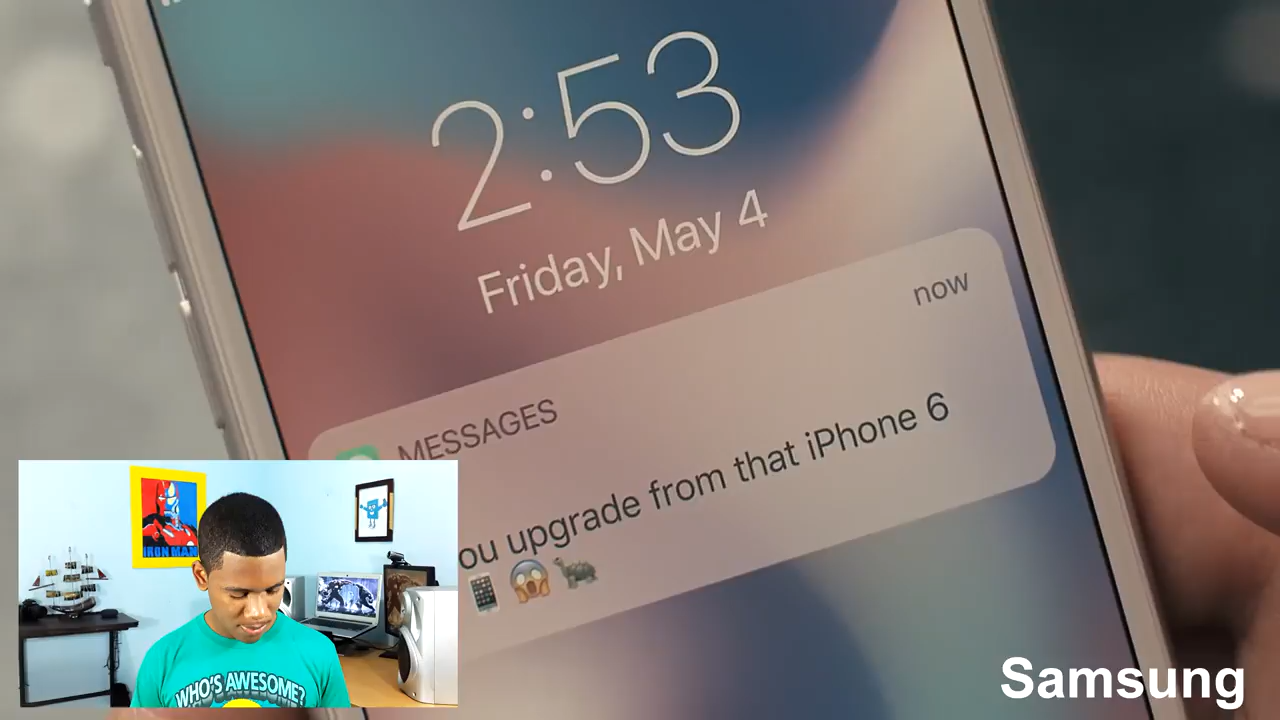 2:53
Friday, May 4
now
MESSAGES
ou upgrade from that iPhone 6
IRON MAN
WHO'S AWESOME?
Samsung